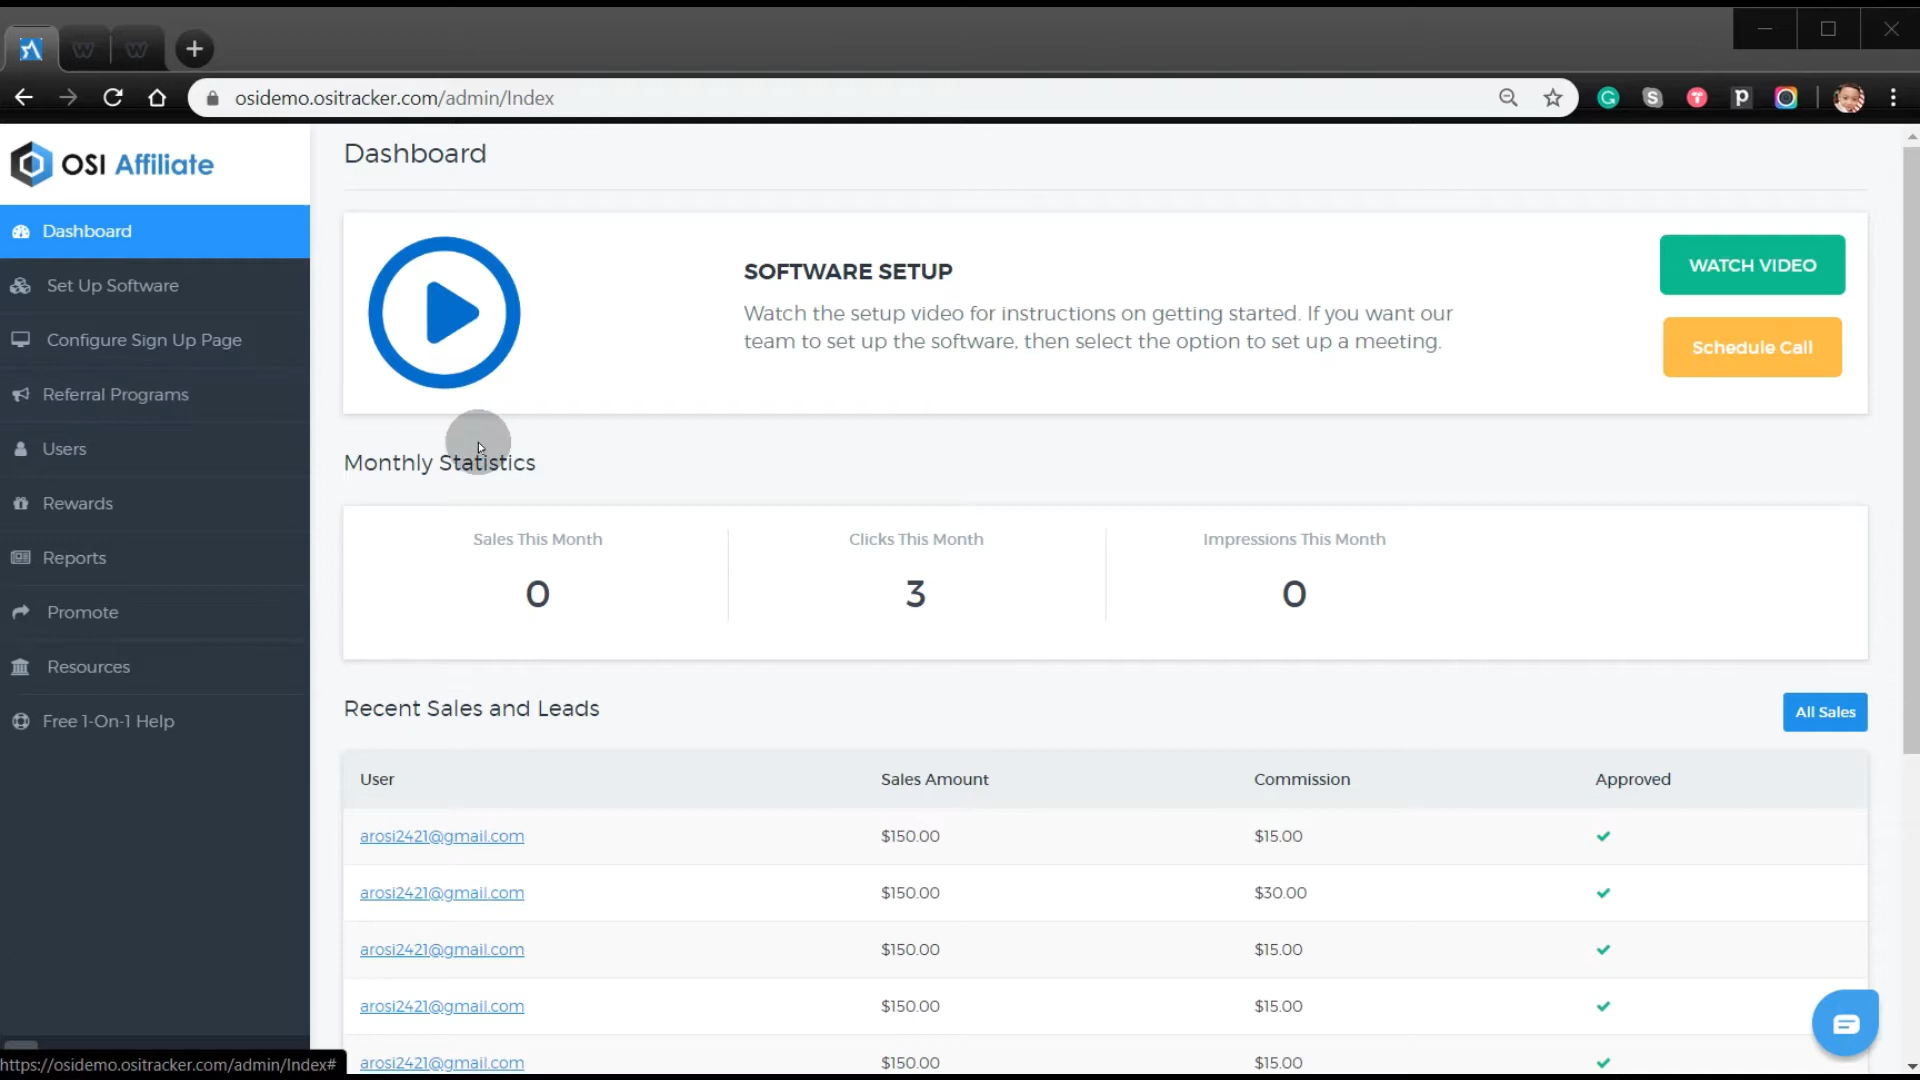 osidemo.ositracker.com/admin/Index
OSI Affiliate
Dashboard
Set Up Software
Configure Sign Up Page
Referral Programs
Users
Rewards
Reports
Promote
Resources
Free 1-On-1 Help
Dashboard
SOFTWARE SETUP
Watch the setup video for instructions on getting started. If you want our
team to set up the software, then select the option to set up a meeting.
WATCH VIDEO
Schedule Call
Monthly Statistics
Sales This Month
0
Clicks This Month
3
Impressions This Month
0
Recent Sales and Leads
All Sales
User Sales Amount Commission Approved
arosi2421@gmail.com $150.00 $15.00
arosi2421@gmail.com $150.00 $30.00
arosi2421@gmail.com $150.00 $15.00
arosi2421@gmail.com $150.00 $15.00
arosi2421@gmail.com $150.00 $15.00
https://osidemo.ositracker.com/admin/Index#